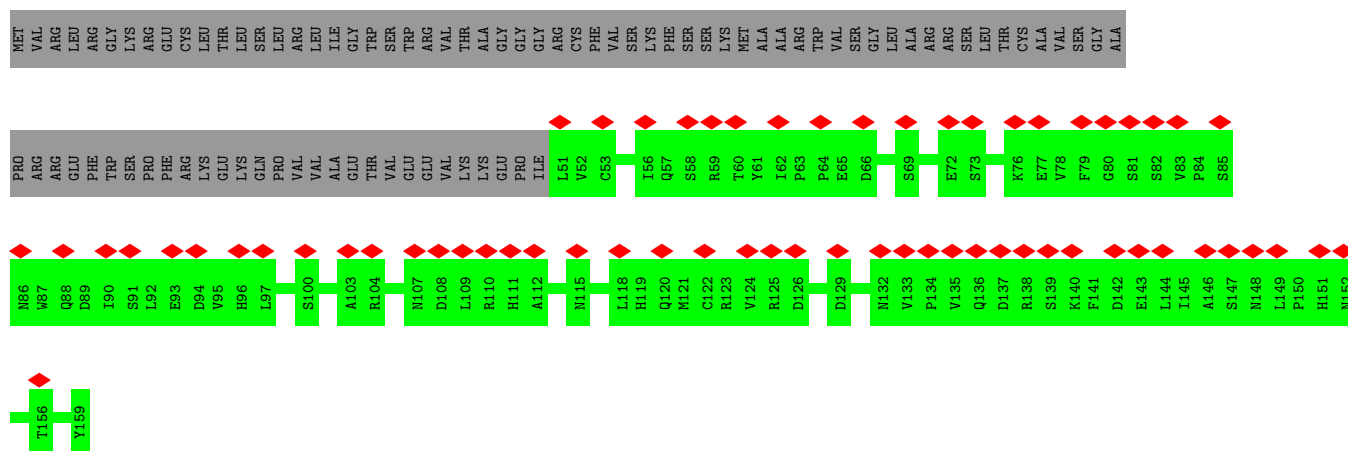 MET VAL ARG LEU ARG GLY LYS ARG GLU CYS LEU THR LEU SER LEU ARG LEU ILE GLY TRP SER TRP ARG VAL THR ALA GLY GLY GLY ARG CYS PHE VAL SER LYS PHE SER SER LYS MET ALA ALA ARG TRP VAL SER GLY LEU ALA ARG ARG SER LEU THR CYS ALA VAL SER GLY ALA
PRO ARG ARG GLU PHE TRP SER PRO PHE ARG LYS GLU LYS GLN PRO VAL VAL ALA GLU THR VAL GLU GLU VAL LYS LYS GLU PRO ILE L51 V52 C53 I56 Q57 S58 R59 T60 Y61 I62 P63 P64 E65 D66 S69 E72 S73 K76 E77 V78 F79 G80 S81 S82 V83 P84 S85
N86 W87 Q88 D89 I90 S91 L92 E93 D94 V95 H96 L97 S100 A103 R104 N107 D108 L109 R110 H111 A112 N115 L118 H119 Q120 M121 C122 R123 V124 R125 D126 D129 N132 V133 P134 V135 Q136 D137 R138 S139 K140 F141 D142 E143 L144 I145 A146 S147 N148 L149 P150 H151 N152
T156 Y159